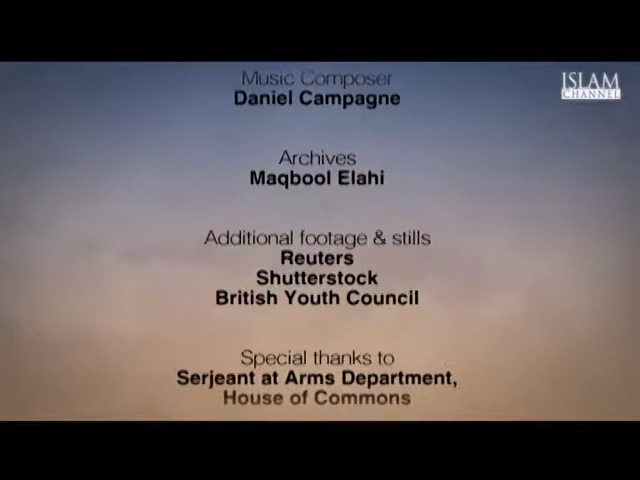 Music Composer
Daniel Campagne
ISLAM
CHANNEL
Archives
Maqbool Elahi
Additional footage & stills
Reuters
Shutterstock
British Youth Council
Special thanks to
Serjeant at Arms Department,
House of Commons